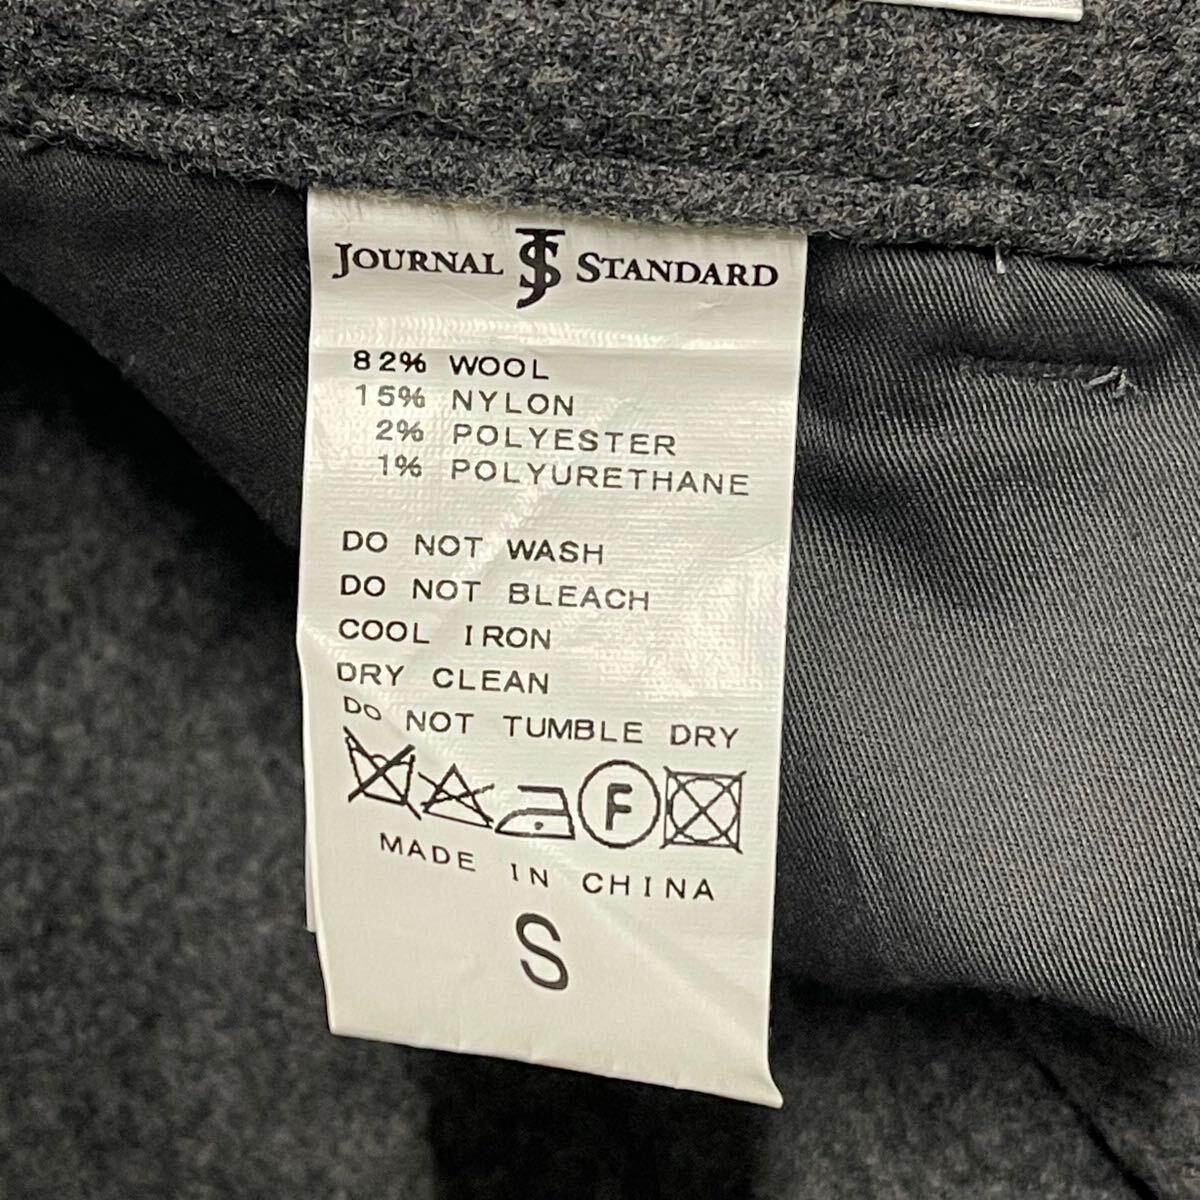 JOURNAL JS STANDARD
82% WOOL
15% NYLON
2% POLYESTER
1% POLYURETHANE
DO NOT WASH
DO NOT BLEACH
COOL IRON
DRY CLEAN
DO NOT TUMBLE DRY
F
MADE IN CHINA
S